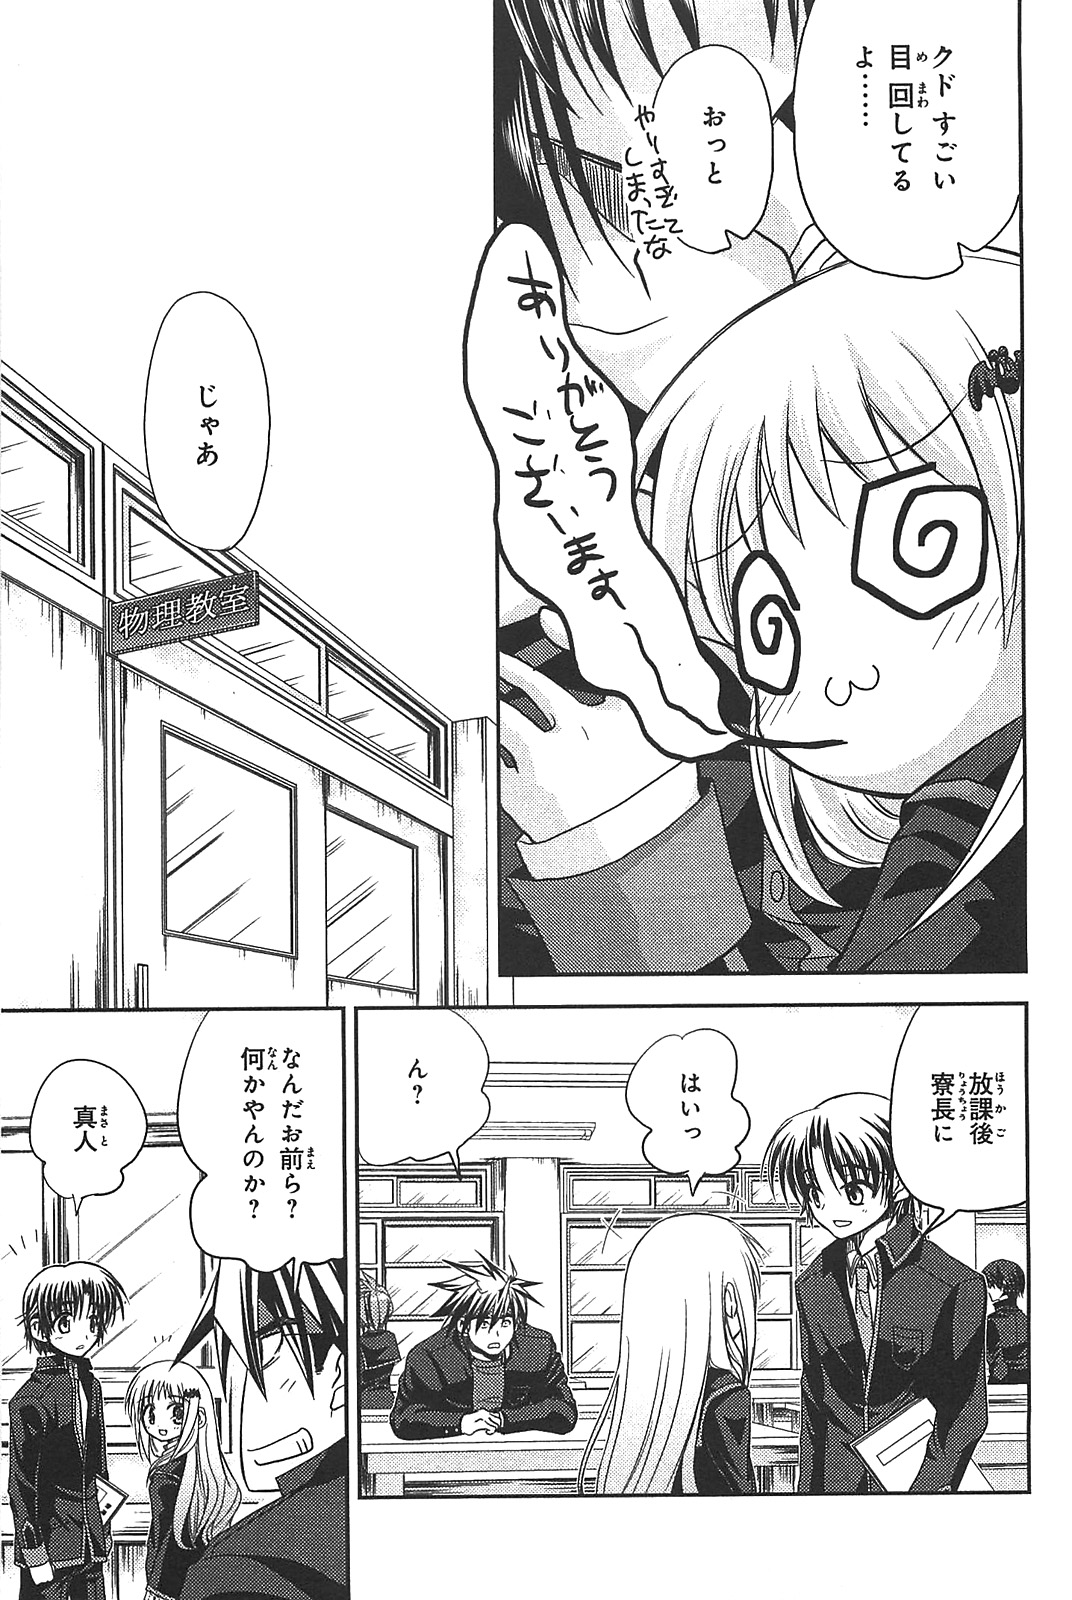 クドすごい
目回してる
よ……
おっと
やりすぎて
しまったな
ありがとう
ございます
じゃあ
物理教室
放課後
寮長に
はいっ
ん?
なんだお前ら?
何かやんのか?
真人